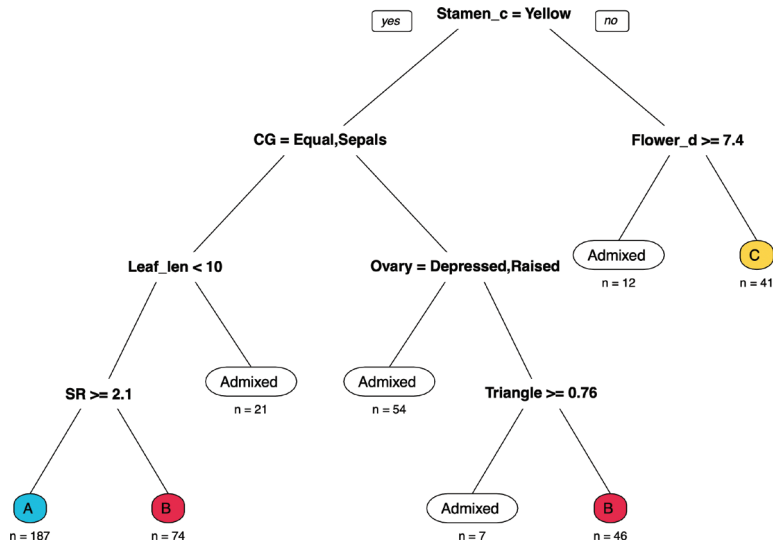 Stamen_c = Yellow
yes
no
CG = Equal,Sepals
Flower_d >= 7.4
Leaf_len < 10
Ovary = Depressed,Raised
Admixed
n = 12
C
n = 41
SR >= 2.1
Admixed
n = 21
Admixed
n = 54
Triangle >= 0.76
A
n = 187
B
n = 74
Admixed
n = 7
B
n = 46